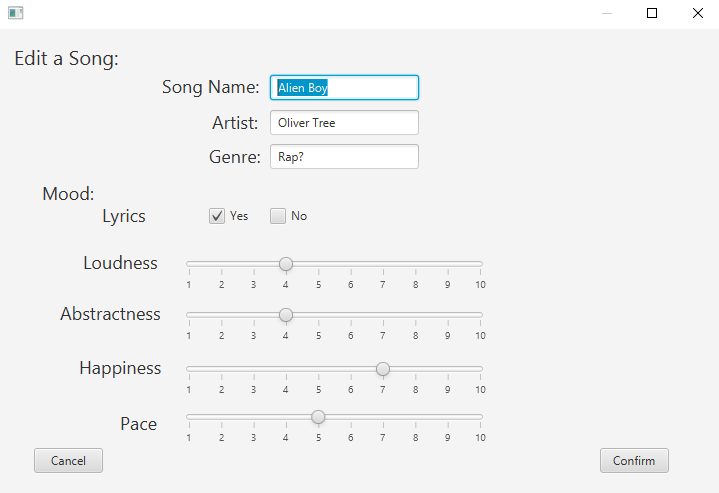 Edit a Song:
Song Name: Alien Boy
Artist: Oliver Tree
Genre: Rap?
Mood:
Lyrics Yes No
Loudness
1 2 3 4 5 6 7 8 9 10
Abstractness
1 2 3 4 5 6 7 8 9 10
Happiness
1 2 3 4 5 6 7 8 9 10
Pace
1 2 3 4 5 6 7 8 9 10
Cancel Confirm